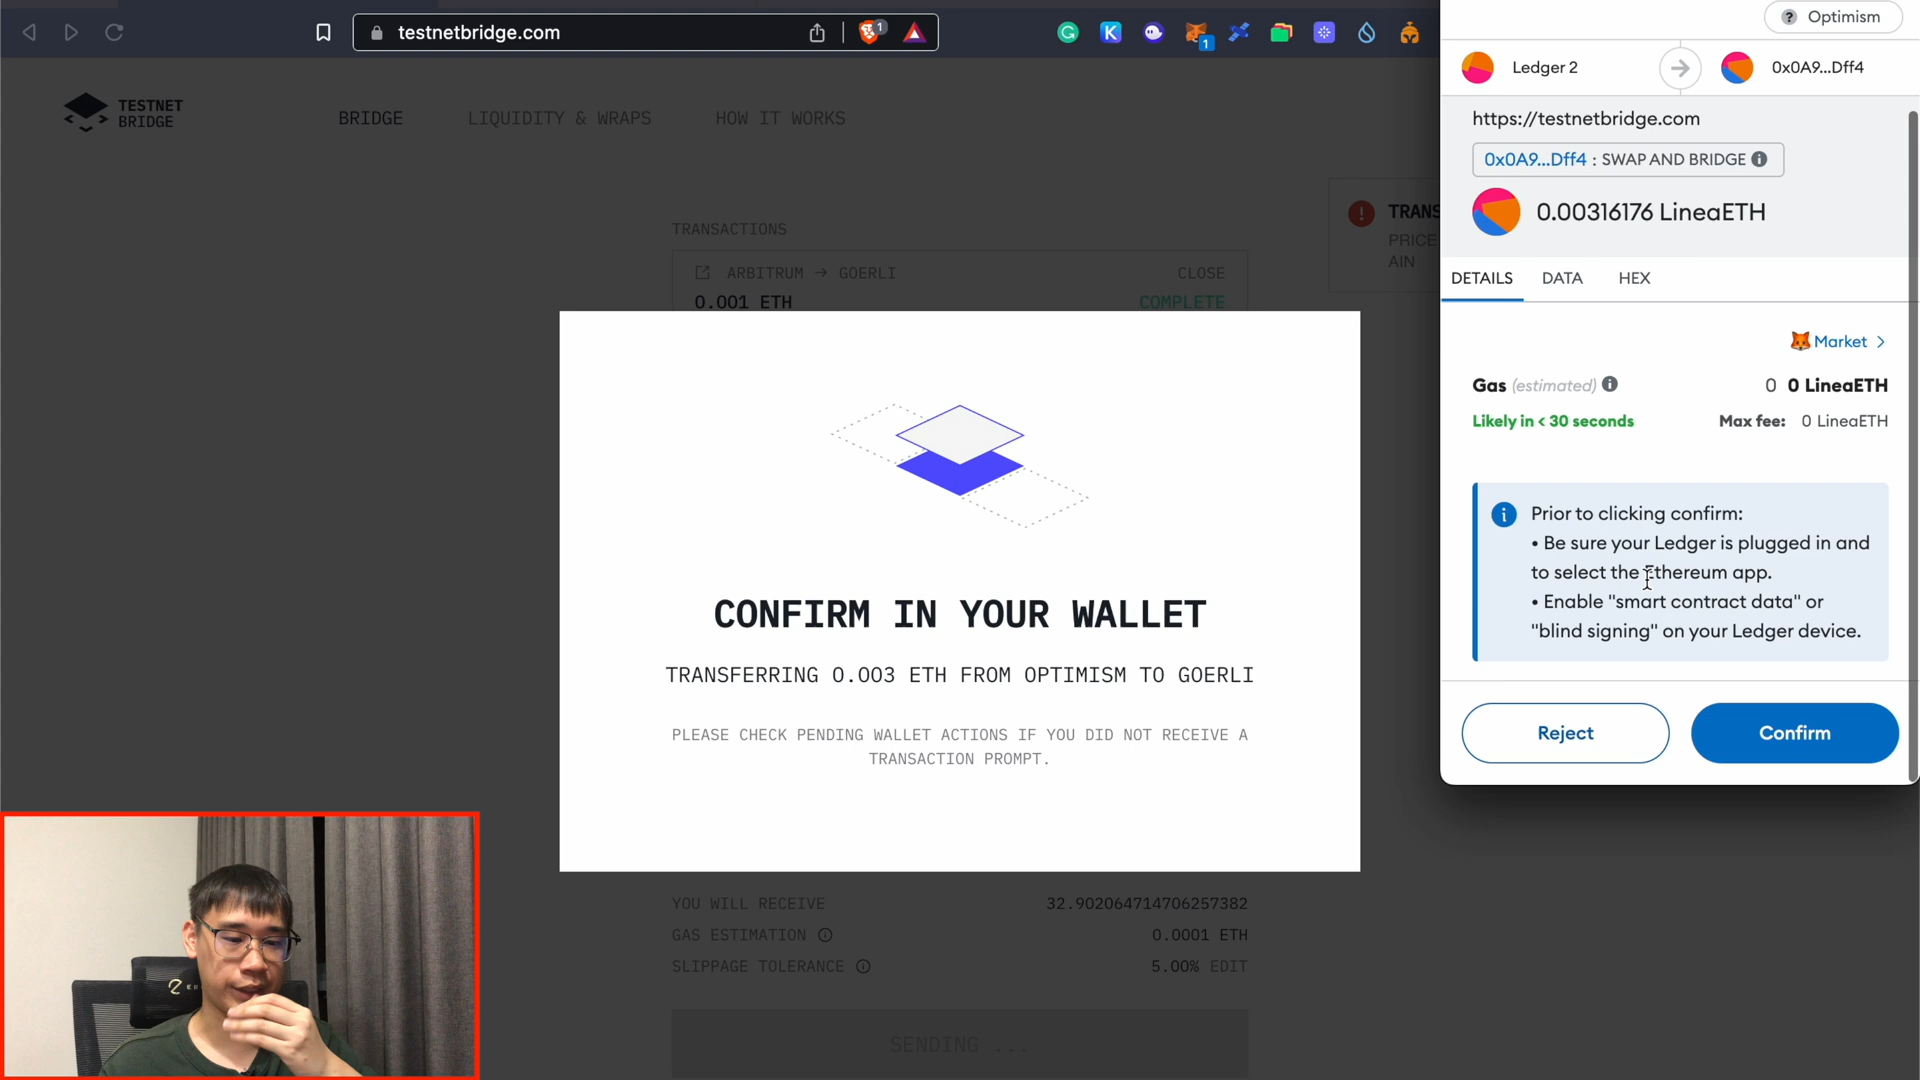 testnetbridge.com
1
1
Optimism
Ledger 2
0x0A9...Dff4
TESTNET
BRIDGE
BRIDGE
LIQUIDITY & WRAPS
HOW IT WORKS
https://testnetbridge.com
0x0A9...Dff4 : SWAP AND BRIDGE
0.00316176 LineaETH
TRANSACTIONS
TRANS
PRICE
AIN
ARBITRUM → GOERLI
CLOSE
0.001 ETH
COMPLETE
DETAILS
DATA
HEX
Market >
Gas (estimated)
0 0 LineaETH
Likely in < 30 seconds
Max fee: 0 LineaETH
Prior to clicking confirm:
• Be sure your Ledger is plugged in and
to select the Ethereum app.
• Enable "smart contract data" or
"blind signing" on your Ledger device.
Reject
Confirm
CONFIRM IN YOUR WALLET
TRANSFERRING 0.003 ETH FROM OPTIMISM TO GOERLI
PLEASE CHECK PENDING WALLET ACTIONS IF YOU DID NOT RECEIVE A
TRANSACTION PROMPT.
YOU WILL RECEIVE
32.902064714706257382
GAS ESTIMATION
0.0001 ETH
SLIPPAGE TOLERANCE
5.00% EDIT
SENDING ...